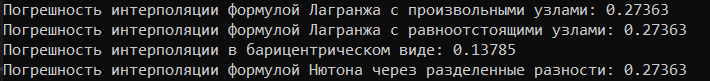 Погрешность интерполяции формулой Лагранжа с произвольными узлами: 0.27363
Погрешность интерполяции формулой Лагранжа с равноотстоящими узлами: 0.27363
Погрешность интерполяции в барицентрическом виде: 0.13785
Погрешность интерполяции формулой Нютона через разделенные разности: 0.27363